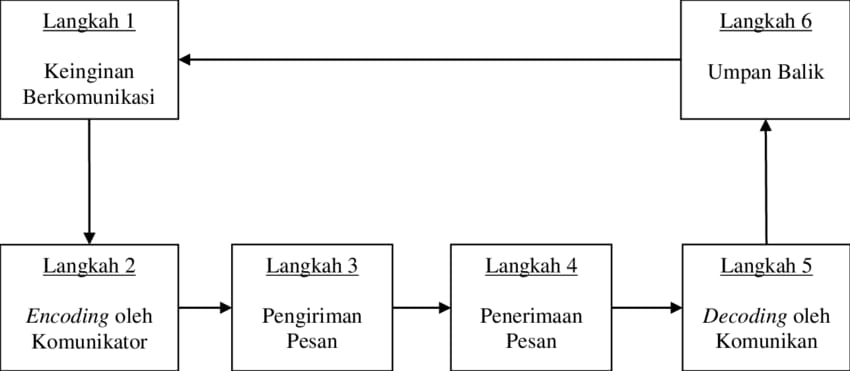 Langkah 1
Keinginan
Berkomunikasi
Langkah 6
Umpan Balik
Langkah 2
Encoding oleh
Komunikator
Langkah 3
Pengiriman
Pesan
Langkah 4
Penerimaan
Pesan
Langkah 5
Decoding oleh
Komunikan